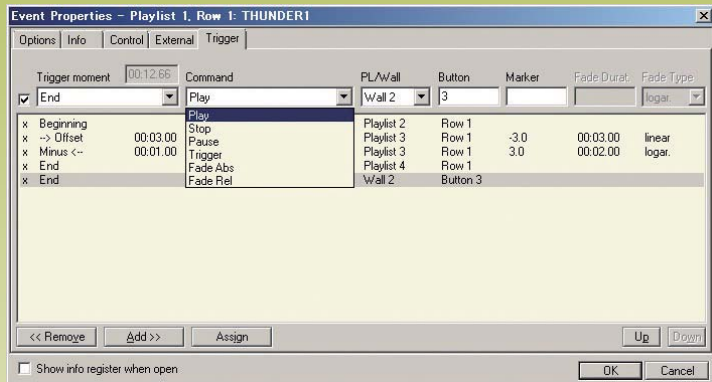 Event Properties - Playlist 1, Row 1: THUNDER1
Options Info Control External Trigger
Trigger moment 00:12.66 Command PL/Wall Button Marker Fade Durat. Fade Type
End Play Wall 2 3 logar.
Play
Stop
Pause
Trigger
Fade Abs
Fade Rel
x Beginning Playlist 2 Row 1
x --> Offset 00:03.00 Playlist 3 Row 1 -3.0 00:03.00 linear
x Minus <-- 00:01.00 Playlist 3 Row 1 3.0 00:02.00 logar.
x End Playlist 4 Row 1
x End Wall 2 Button 3
<< Remove Add >> Assign Up Down
Show info register when open
OK Cancel